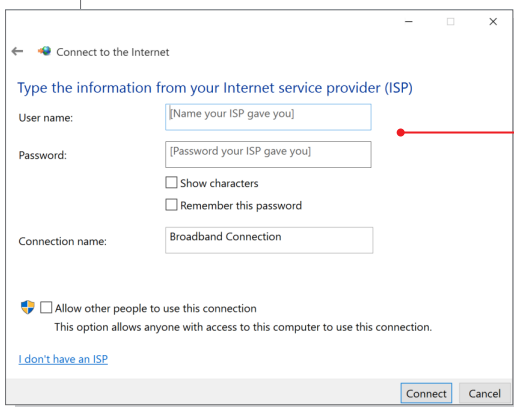 Connect to the Internet
Type the information from your Internet service provider (ISP)
User name:
[Name your ISP gave you]
Password:
[Password your ISP gave you]
Show characters
Remember this password
Connection name:
Broadband Connection
Allow other people to use this connection
This option allows anyone with access to this computer to use this connection.
I don't have an ISP
Connect Cancel